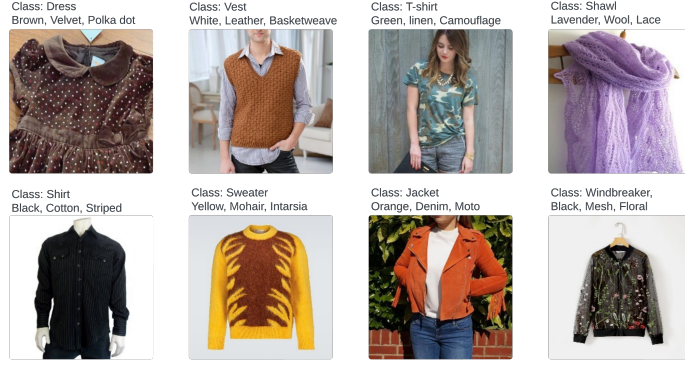 Class: Dress
Brown, Velvet, Polka dot
Class: Vest
White, Leather, Basketweave
Class: T-shirt
Green, linen, Camouflage
Class: Shawl
Lavender, Wool, Lace
Class: Shirt
Black, Cotton, Striped
Class: Sweater
Yellow, Mohair, Intarsia
Class: Jacket
Orange, Denim, Moto
Class: Windbreaker,
Black, Mesh, Floral